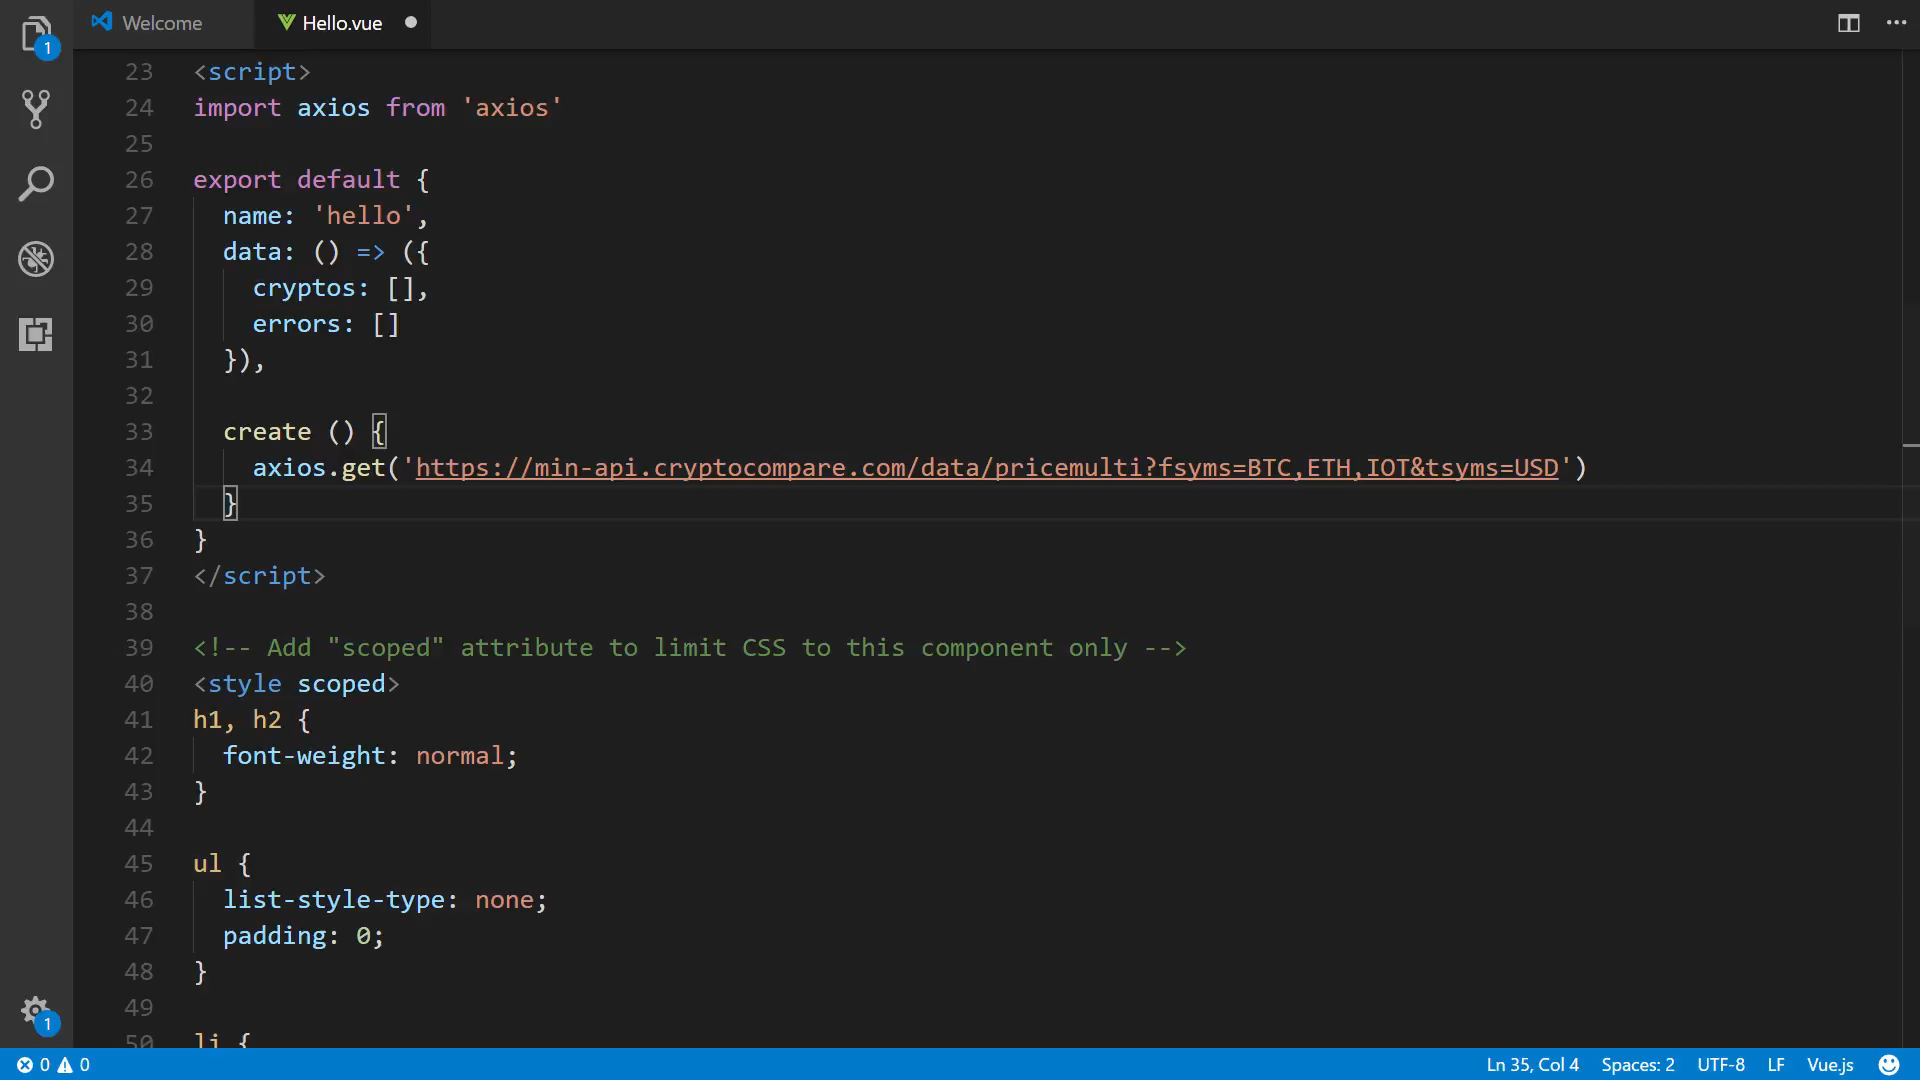 Welcome
Hello.vue
1
23 <script>
24 import axios from 'axios'
25
26 export default {
27   name: 'hello',
28   data: () => ({
29     cryptos: [],
30     errors: []
31   }),
32
33   create () {
34     axios.get('https://min-api.cryptocompare.com/data/pricemulti?fsyms=BTC,ETH,IOT&tsyms=USD')
35   }
36 }
37 </script>
38
39 <!-- Add "scoped" attribute to limit CSS to this component only -->
40 <style scoped>
41 h1, h2 {
42   font-weight: normal;
43 }
44
45 ul {
46   list-style-type: none;
47   padding: 0;
48 }
49
50 li {
1
0 0 Ln 35, Col 4 Spaces: 2 UTF-8 LF Vue.js